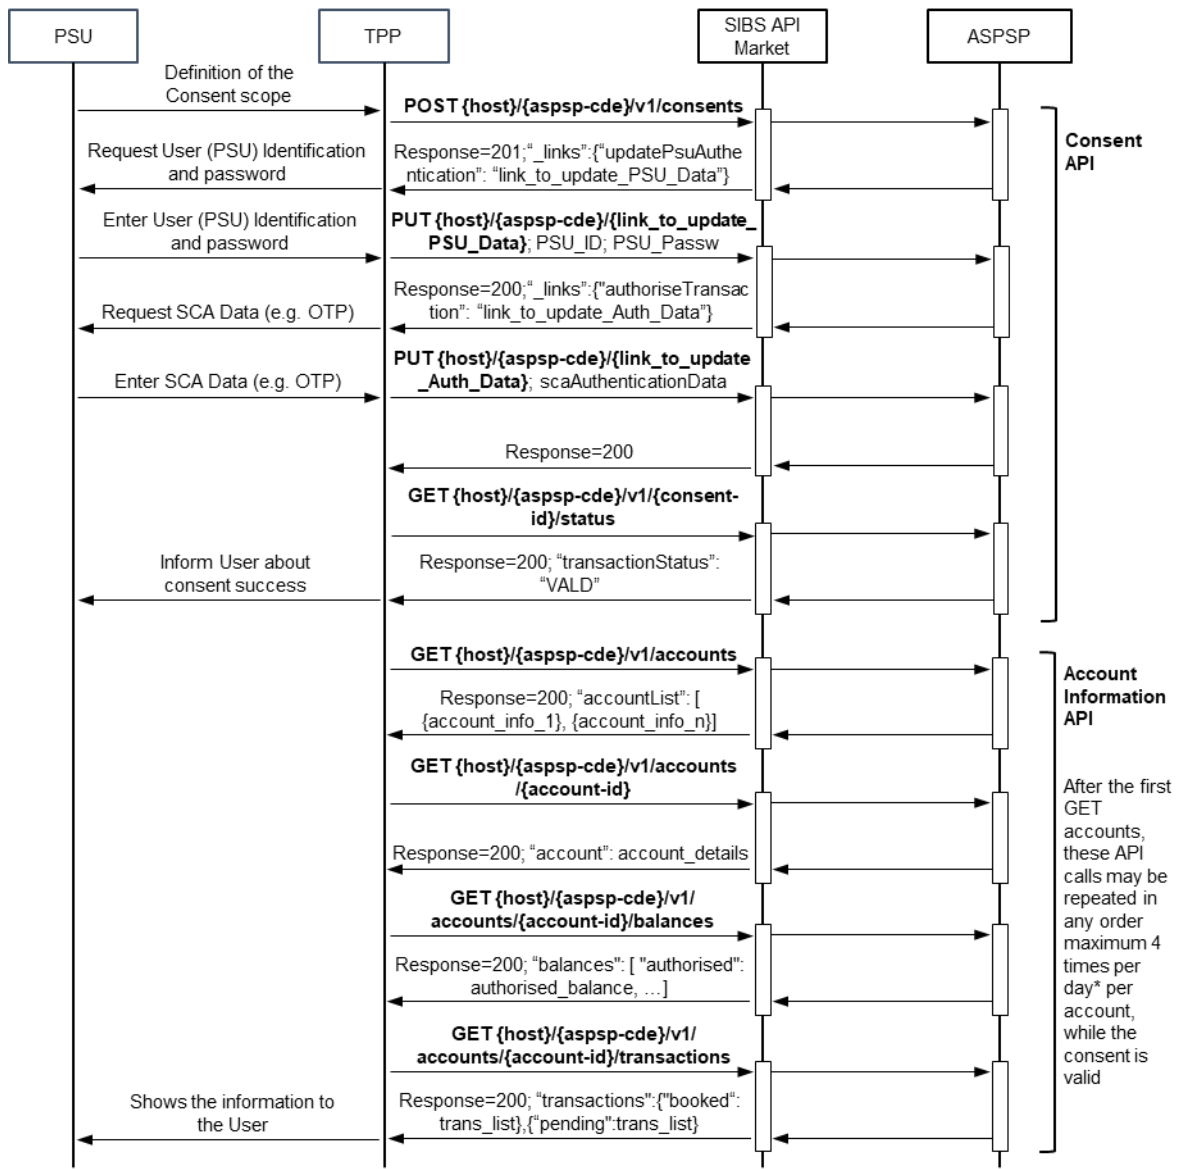 PSU
TPP
SIBS API
Market
ASPSP
Definition of the
Consent scope
POST {host}/{aspsp-cde}/v1/consents
Consent
API
Request User (PSU) Identification
and password
Response=201;“_links”:{“updatePsuAuthe
ntication”: “link_to_update_PSU_Data”}
Enter User (PSU) Identification
and password
PUT {host}/{aspsp-cde}/{link_to_update_
PSU_Data}; PSU_ID; PSU_Passw
Response=200;“_links”:{"authoriseTransac
tion”: “link_to_update_Auth_Data”}
Request SCA Data (e.g. OTP)
PUT {host}/{aspsp-cde}/{link_to_update
_Auth_Data}; scaAuthenticationData
Enter SCA Data (e.g. OTP)
Response=200
GET {host}/{aspsp-cde}/v1/{consent-
id}/status
Inform User about
consent success
Response=200; “transactionStatus”:
“VALD”
GET {host}/{aspsp-cde}/v1/accounts
Account
Information
API
Response=200; “accountList”: [
{account_info_1}, {account_info_n}]
GET {host}/{aspsp-cde}/v1/accounts
/{account-id}
Response=200; “account”: account_details
GET {host}/{aspsp-cde}/v1/
accounts/{account-id}/balances
Response=200; “balances": [ "authorised":
authorised_balance, …]
GET {host}/{aspsp-cde}/v1/
accounts/{account-id}/transactions
Response=200; “transactions”:{"booked“:
trans_list},{“pending":trans_list}
Shows the information to
the User
After the first
GET
accounts,
these API
calls may be
repeated in
any order
maximum 4
times per
day* per
account,
while the
consent is
valid